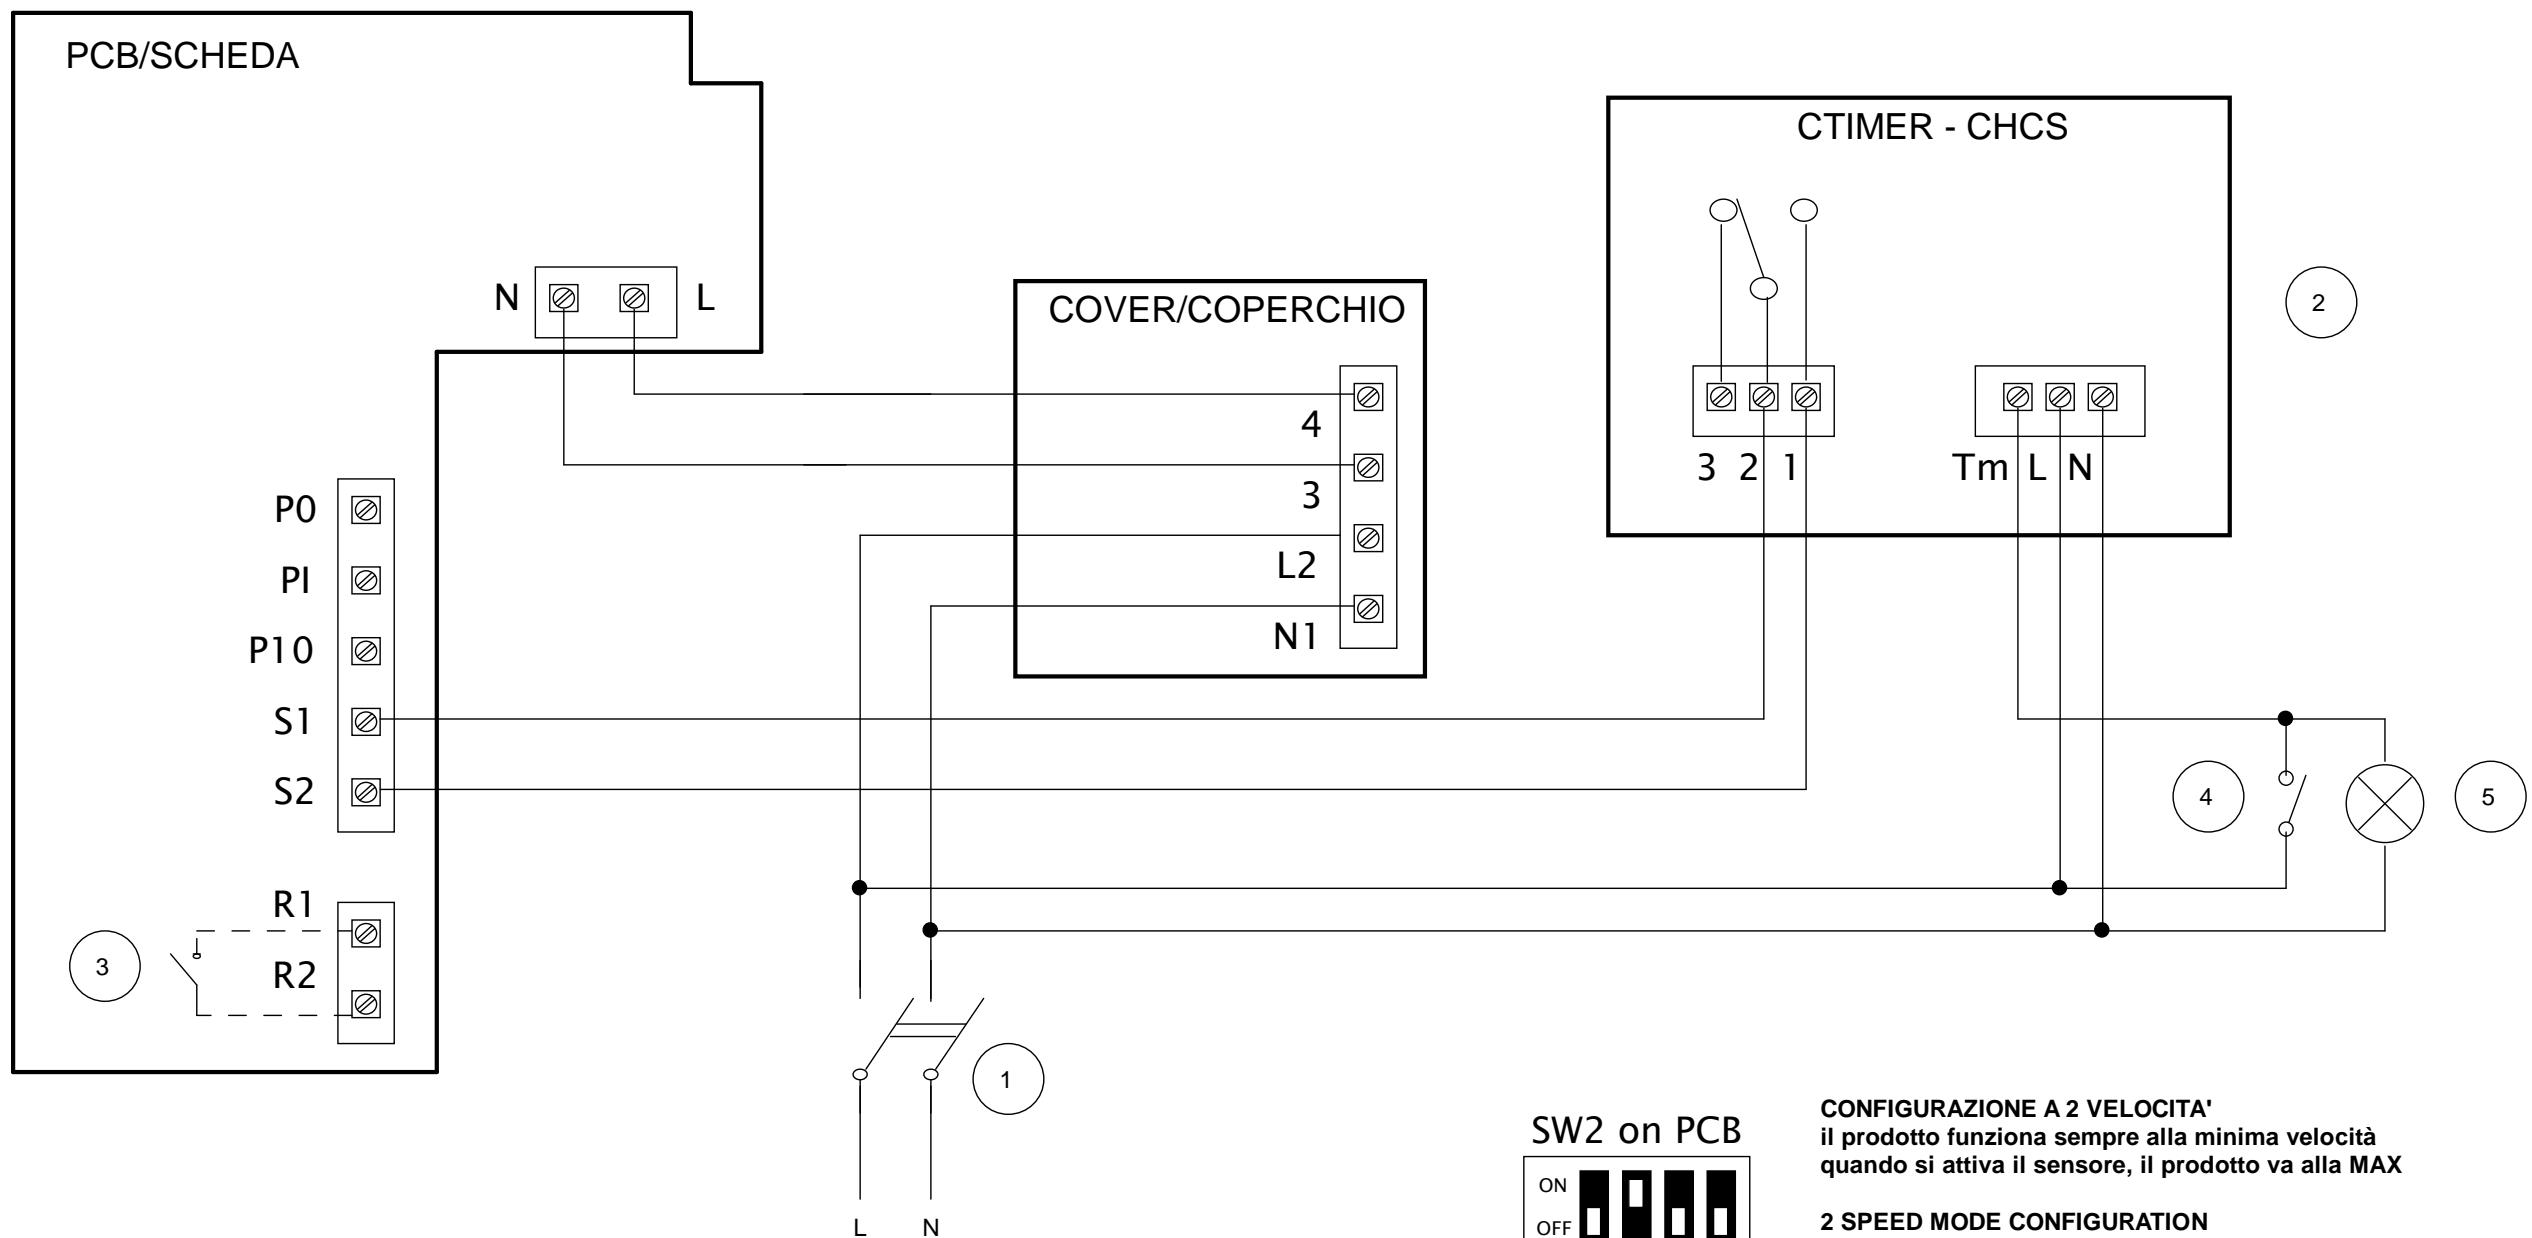 PCB/SCHEDA
CTIMER - CHCS
N
L
COVER/COPERCHIO
2
4
3
L2
N1
3 2 1
Tm L N
P0
PI
P10
S1
S2
R1
R2
3
4
5
1
L
N
SW2 on PCB
ON
OFF
CONFIGURAZIONE A 2 VELOCITA'
il prodotto funziona sempre alla minima velocità
quando si attiva il sensore, il prodotto va alla MAX
2 SPEED MODE CONFIGURATION